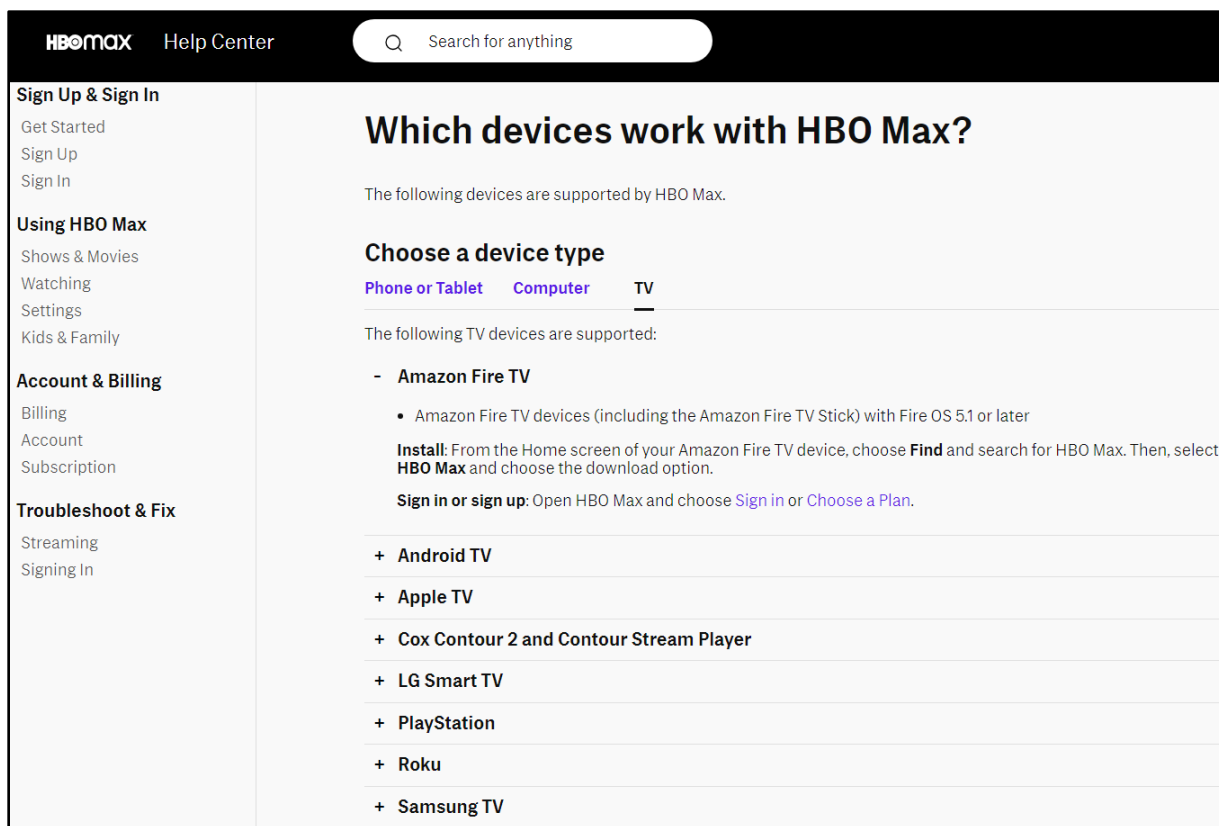 HBOmax Help Center Search for anything
Sign Up & Sign In
Get Started
Sign Up
Sign In
Using HBO Max
Shows & Movies
Watching
Settings
Kids & Family
Account & Billing
Billing
Account
Subscription
Troubleshoot & Fix
Streaming
Signing In
Which devices work with HBO Max?
The following devices are supported by HBO Max.
Choose a device type
Phone or Tablet Computer TV
The following TV devices are supported:
- Amazon Fire TV
• Amazon Fire TV devices (including the Amazon Fire TV Stick) with Fire OS 5.1 or later
Install: From the Home screen of your Amazon Fire TV device, choose Find and search for HBO Max. Then, select
HBO Max and choose the download option.
Sign in or sign up: Open HBO Max and choose Sign in or Choose a Plan.
+ Android TV
+ Apple TV
+ Cox Contour 2 and Contour Stream Player
+ LG Smart TV
+ PlayStation
+ Roku
+ Samsung TV